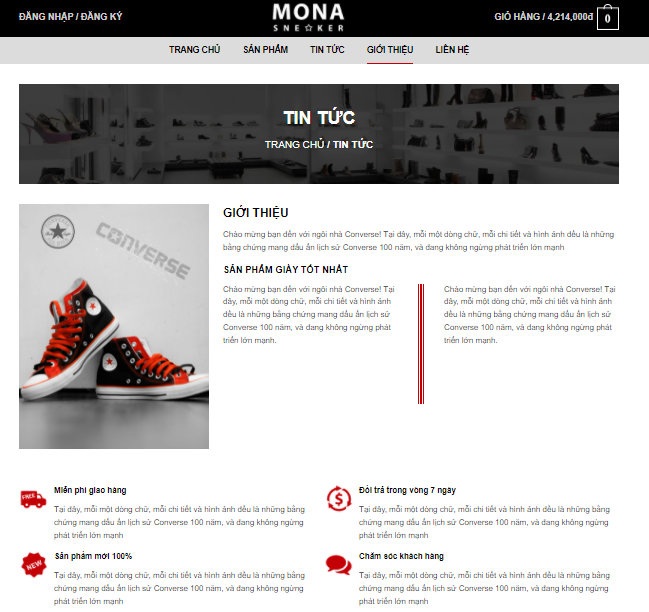 ĐĂNG NHẬP / ĐĂNG KÝ
MONA
SNE☆KER
GIỎ HÀNG / 4,214,000đ 0
TRANG CHỦ SẢN PHẨM TIN TỨC GIỚI THIỆU LIÊN HỆ
TIN TỨC
TRANG CHỦ / TIN TỨC
CONVERSE
GIỚI THIỆU
Chào mừng bạn đến với ngôi nhà Converse! Tại đây, mỗi một dòng chữ, mỗi chi tiết và hình ảnh đều là những
bằng chứng mang dấu ấn lịch sử Converse 100 năm, và đang không ngừng phát triển lớn mạnh
SẢN PHẨM GIÀY TỐT NHẤT
Chào mừng bạn đến với ngôi nhà Converse! Tại
đây, mỗi một dòng chữ, mỗi chi tiết và hình ảnh
đều là những bằng chứng mang dấu ấn lịch sử
Converse 100 năm, và đang không ngừng phát
triển lớn mạnh.
Chào mừng bạn đến với ngôi nhà Converse! Tại
đây, mỗi một dòng chữ, mỗi chi tiết và hình ảnh
đều là những bằng chứng mang dấu ấn lịch sử
Converse 100 năm, và đang không ngừng phát
triển lớn mạnh.
FREE
Miễn phí giao hàng
Tại đây, mỗi một dòng chữ, mỗi chi tiết và hình ảnh đều là những bằng
chứng mang dấu ấn lịch sử Converse 100 năm, và đang không ngừng
phát triển lớn mạnh
$
Đổi trả trong vòng 7 ngày
Tại đây, mỗi một dòng chữ, mỗi chi tiết và hình ảnh đều là những bằng
chứng mang dấu ấn lịch sử Converse 100 năm, và đang không ngừng
phát triển lớn mạnh
NEW
Sản phẩm mới 100%
Tại đây, mỗi một dòng chữ, mỗi chi tiết và hình ảnh đều là những bằng
chứng mang dấu ấn lịch sử Converse 100 năm, và đang không ngừng
phát triển lớn mạnh
Chăm sóc khách hàng
Tại đây, mỗi một dòng chữ, mỗi chi tiết và hình ảnh đều là những bằng
chứng mang dấu ấn lịch sử Converse 100 năm, và đang không ngừng
phát triển lớn mạnh